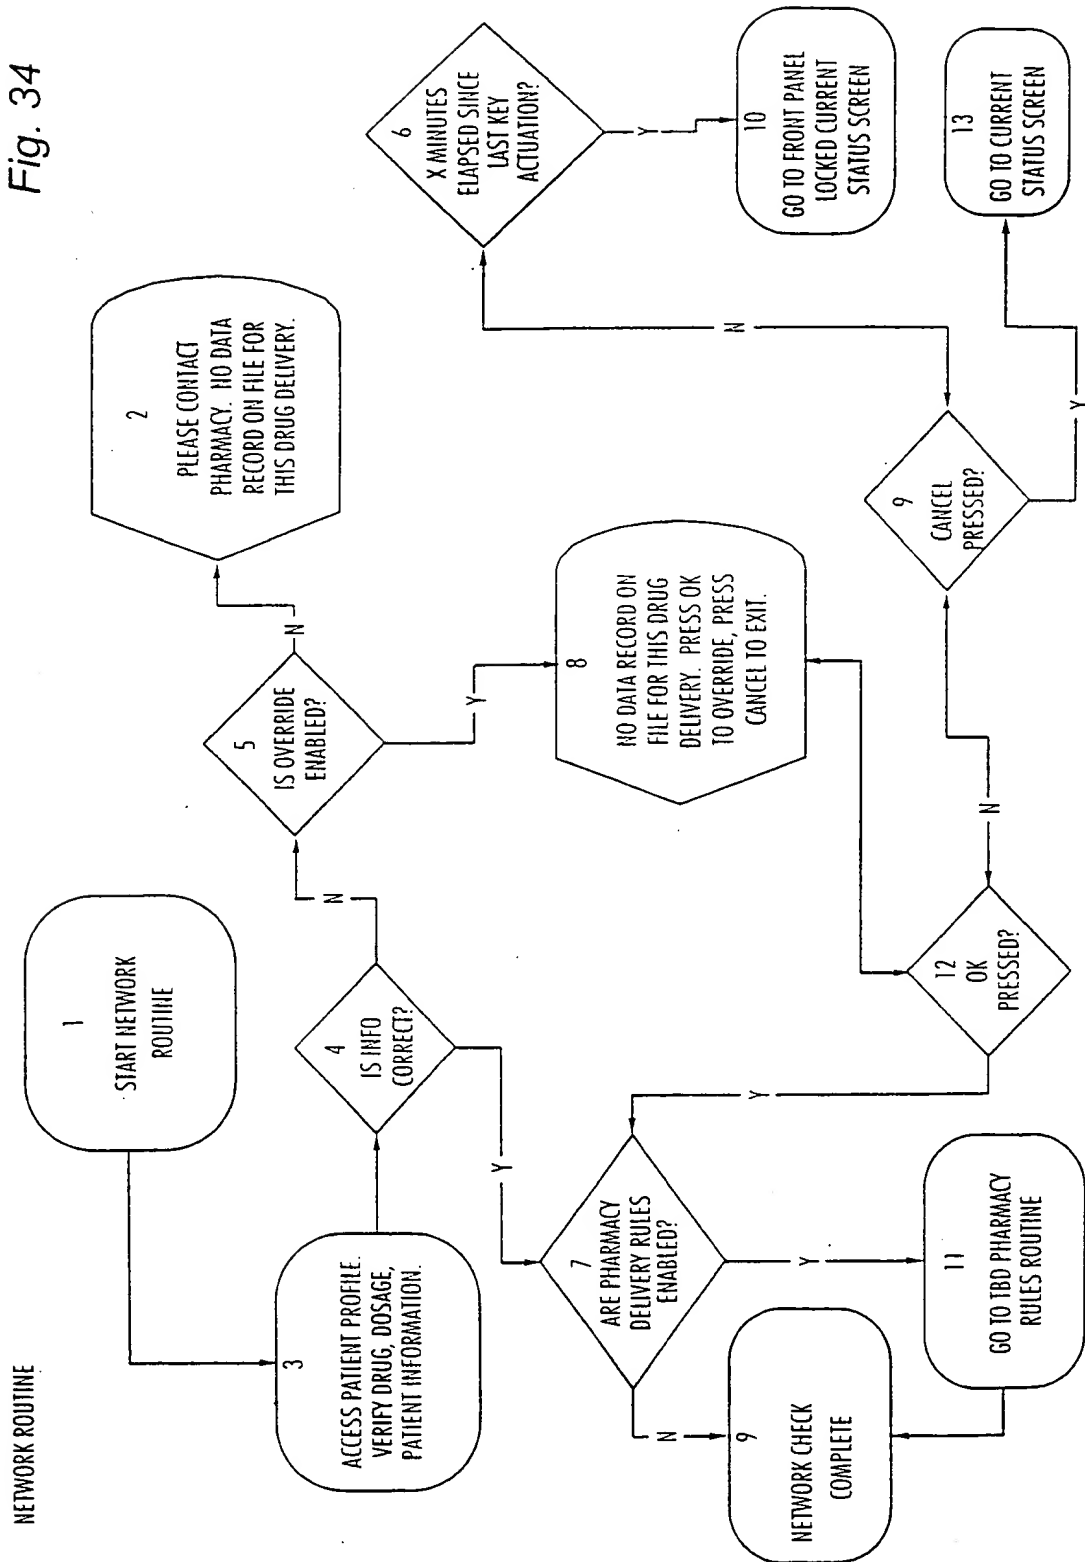 NETWORK ROUTINE
Fig. 34
1
START NETWORK
ROUTINE
2
PLEASE CONTACT
PHARMACY. NO DATA
RECORD ON FILE FOR
THIS DRUG DELIVERY.
3
ACCESS PATIENT PROFILE.
VERIFY DRUG, DOSAGE,
PATIENT INFORMATION.
4
IS INFO
CORRECT?
N
Y
5
IS OVERRIDE
ENABLED?
N
Y
6
X MINUTES
ELAPSED SINCE
LAST KEY
ACTUATION?
Y
7
ARE PHARMACY
DELIVERY RULES
ENABLED?
N
Y
8
NO DATA RECORD ON
FILE FOR THIS DRUG
DELIVERY. PRESS OK
TO OVERRIDE, PRESS
CANCEL TO EXIT.
N
10
GO TO FRONT PANEL
LOCKED CURRENT
STATUS SCREEN
9
NETWORK CHECK
COMPLETE
Y
12
OK
PRESSED?
N
9
CANCEL
PRESSED?
Y
13
GO TO CURRENT
STATUS SCREEN
11
GO TO TBD PHARMACY
RULES ROUTINE